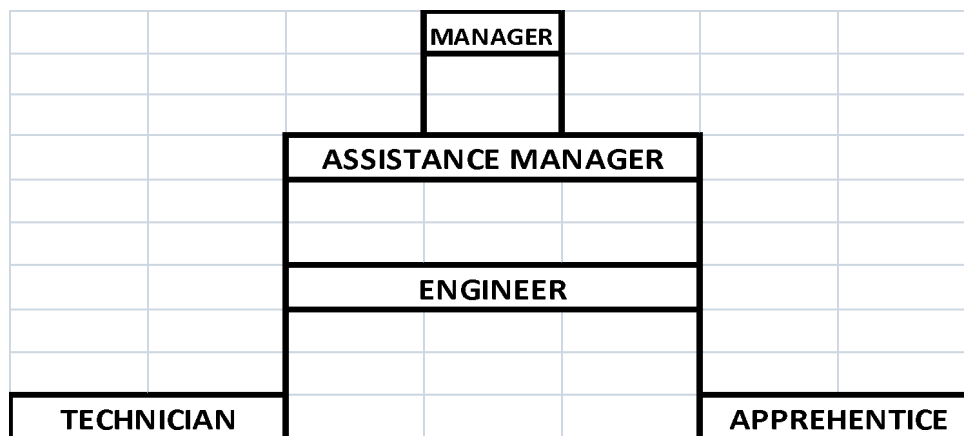 MANAGER
ASSISTANCE MANAGER
ENGINEER
TECHNICIAN
APPREHENTICE